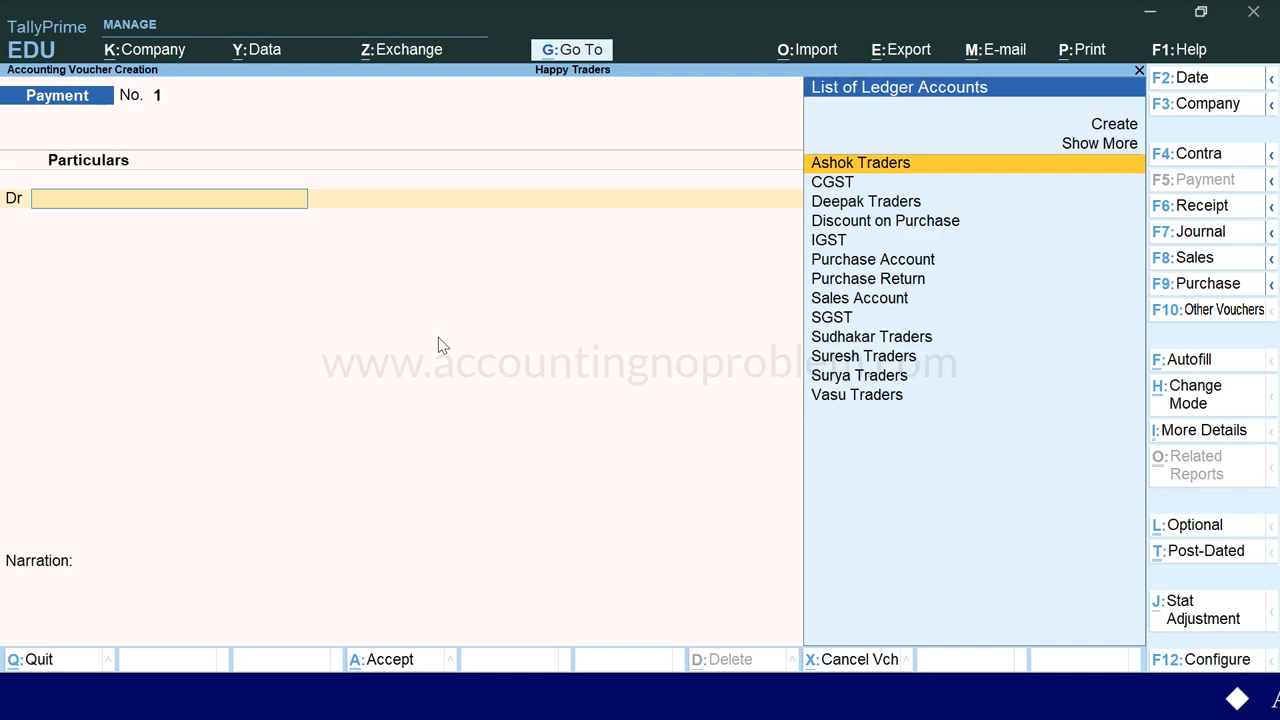 TallyPrime MANAGE
EDU K:Company Y:Data Z:Exchange G:Go To O:Import E:Export M:E-mail P:Print F1:Help
Accounting Voucher Creation Happy Traders
Payment No. 1
Particulars
Dr
List of Ledger Accounts
Create
Show More
Ashok Traders
CGST
Deepak Traders
Discount on Purchase
IGST
Purchase Account
Purchase Return
Sales Account
SGST
Sudhakar Traders
Suresh Traders
Surya Traders
Vasu Traders
www.accountingnoproblem.com
Narration:
F2:Date
F3:Company
F4:Contra
F5:Payment
F6:Receipt
F7:Journal
F8:Sales
F9:Purchase
F10:Other Vouchers
F:Autofill
H:Change
Mode
I:More Details
O:Related
Reports
L:Optional
T:Post-Dated
J:Stat
Adjustment
Q:Quit A:Accept D:Delete X:Cancel Vch F12:Configure